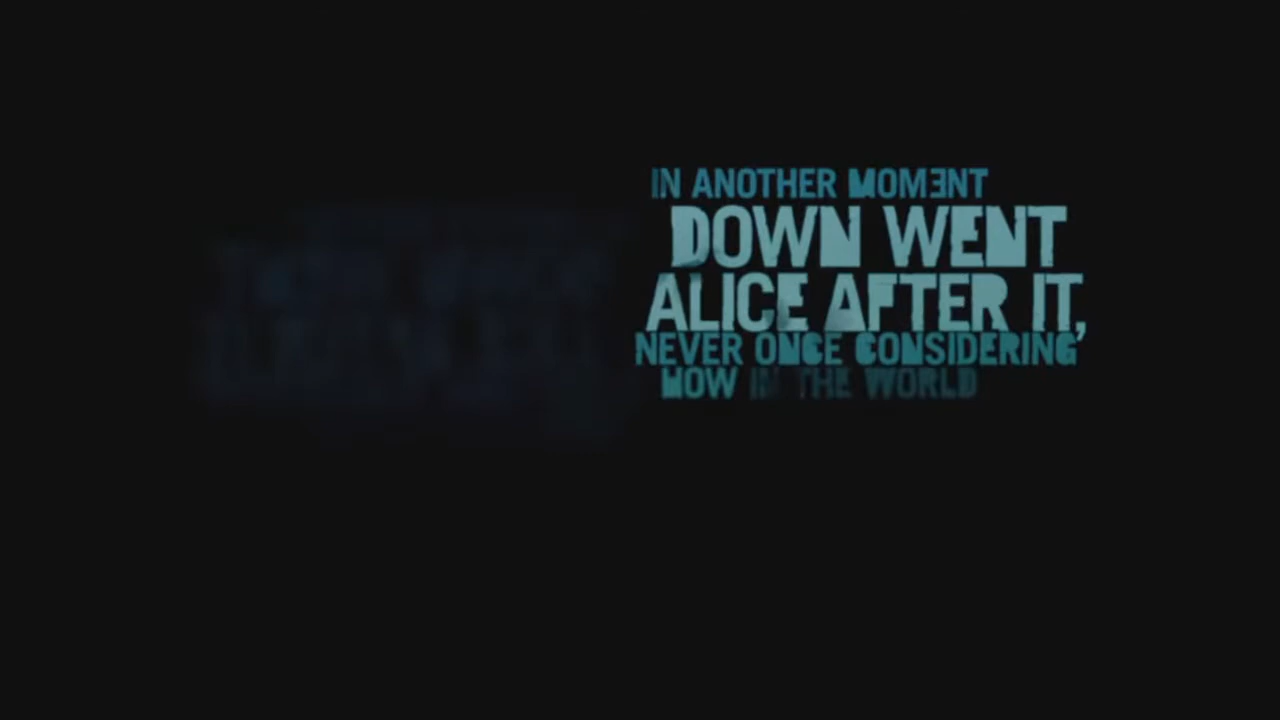 IN ANOTHER MOMENT
DOWN WENT
ALICE AFTER IT,
NEVER ONCE CONSIDERING
HOW IN THE WORLD